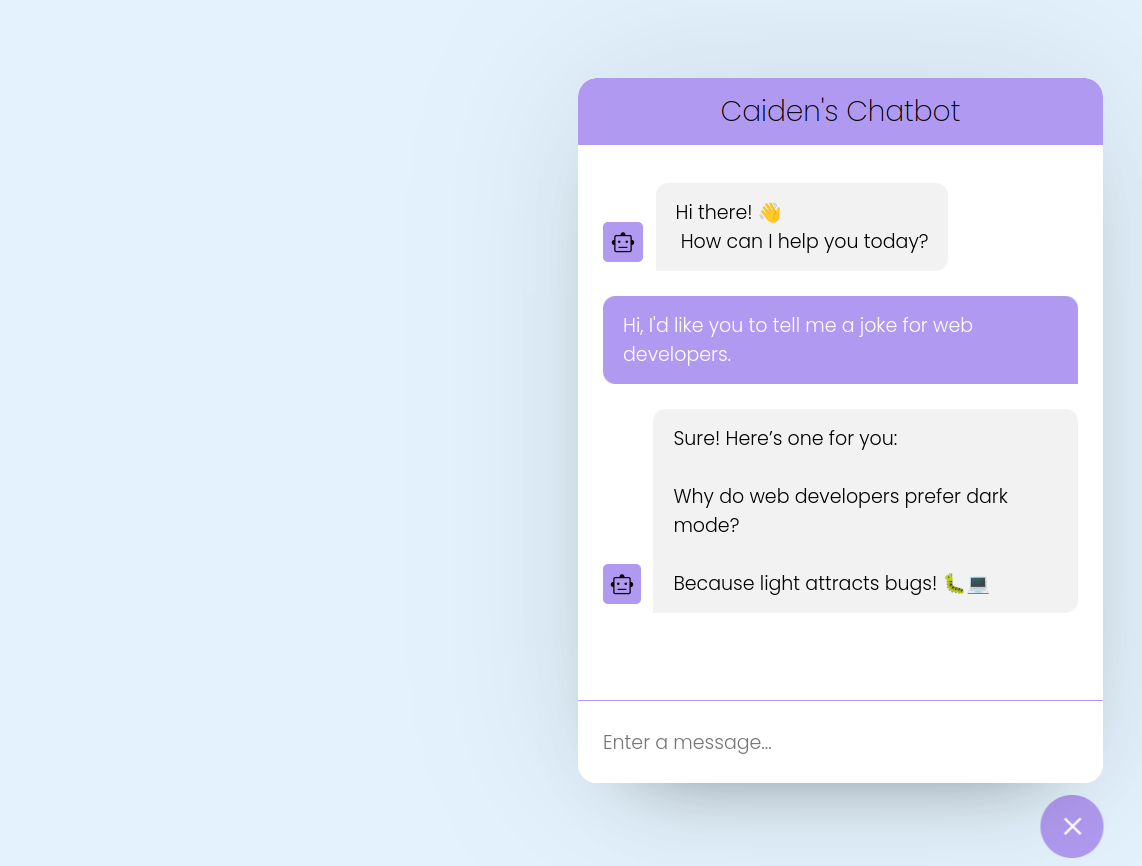 Caiden's Chatbot
Hi there! 👋
How can I help you today?
Hi, I'd like you to tell me a joke for web
developers.
Sure! Here’s one for you:
Why do web developers prefer dark
mode?
Because light attracts bugs! 🐛💻
Enter a message...